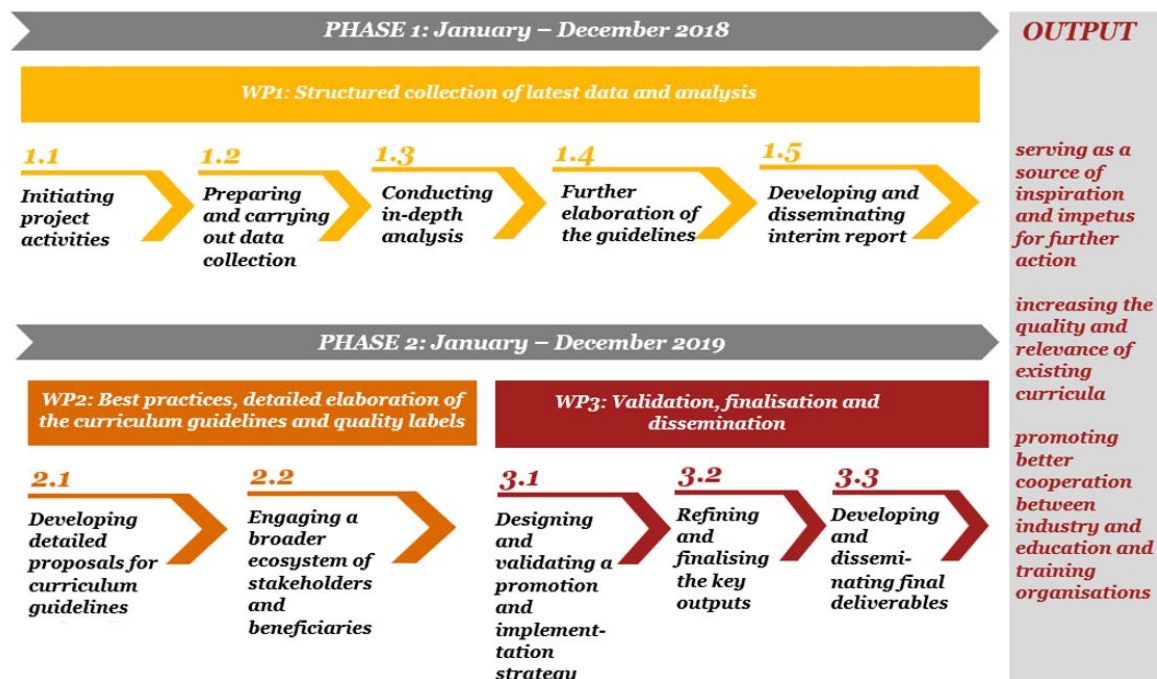 PHASE 1: January – December 2018
WP1: Structured collection of latest data and analysis
1.1
Initiating
project
activities
1.2
Preparing
and carrying
out data
collection
1.3
Conducting
in-depth
analysis
1.4
Further
elaboration of
the guidelines
1.5
Developing and
disseminating
interim report
PHASE 2: January – December 2019
WP2: Best practices, detailed elaboration of
the curriculum guidelines and quality labels
2.1
Developing
detailed
proposals for
curriculum
guidelines
2.2
Engaging a
broader
ecosystem of
stakeholders
and
beneficiaries
WP3: Validation, finalisation and
dissemination
3.1
Designing
and
validating a
promotion
and
implement-
tation
strategy
3.2
Refining
and
finalising
the key
outputs
3.3
Developing
and
dissemi-
nating final
deliverables
OUTPUT
serving as a
source of
inspiration
and impetus
for further
action
increasing the
quality and
relevance of
existing
curricula
promoting
better
cooperation
between
industry and
education and
training
organisations